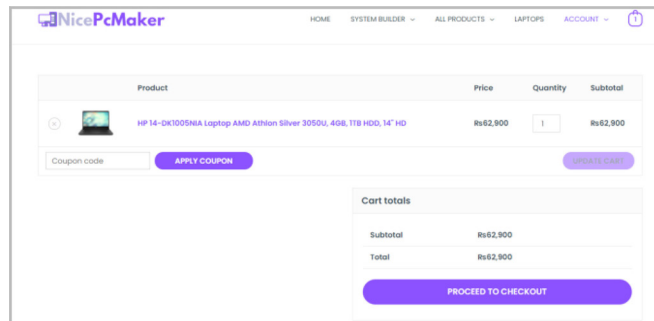 NicePcMaker HOME SYSTEM BUILDER ALL PRODUCTS LAPTOPS ACCOUNT 1
Product Price Quantity Subtotal
HP 14-DK1005NIA Laptop AMD Athlon Silver 3050U, 4GB, 1TB HDD, 14" HD Rs62,900 1 Rs62,900
Coupon code APPLY COUPON UPDATE CART
Cart totals
Subtotal Rs62,900
Total Rs62,900
PROCEED TO CHECKOUT